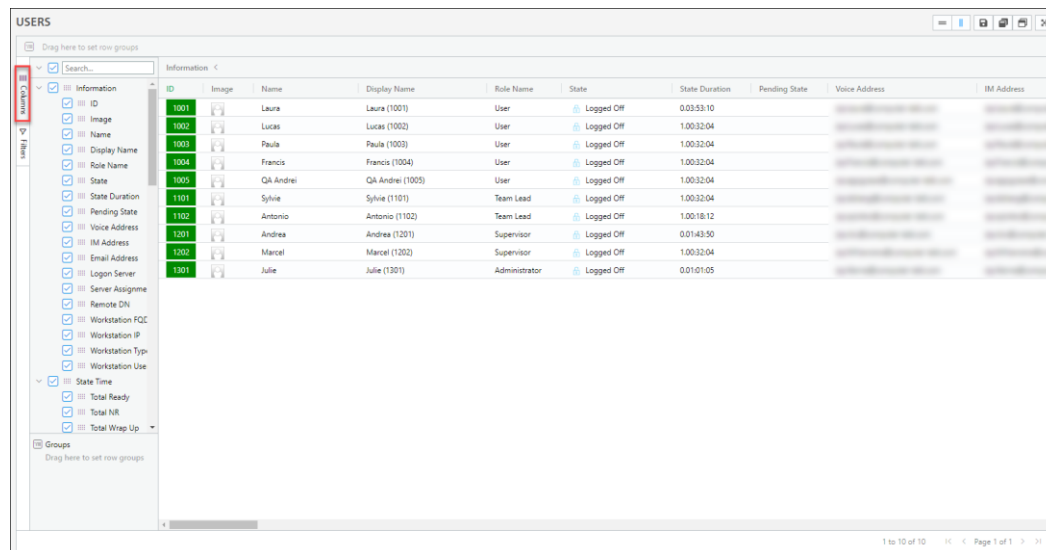 USERS
Drag here to set row groups
Columns
Filters
Search...
Information
ID
Image
Name
Display Name
Role Name
State
State Duration
Pending State
Voice Address
IM Address
Email Address
Logon Server
Server Assignme
Remote DN
Workstation FQD
Workstation IP
Workstation Type
Workstation Use
State Time
Total Ready
Total NR
Total Wrap Up
Groups
Drag here to set row groups
Information <
ID Image Name Display Name Role Name State State Duration Pending State Voice Address IM Address
1001 Laura Laura (1001) User Logged Off 0.03:53:10
1002 Lucas Lucas (1002) User Logged Off 1.00:32:04
1003 Paula Paula (1003) User Logged Off 1.00:32:04
1004 Francis Francis (1004) User Logged Off 1.00:32:04
1005 QA Andrei QA Andrei (1005) User Logged Off 1.00:32:04
1101 Sylvie Sylvie (1101) Team Lead Logged Off 1.00:32:04
1102 Antonio Antonio (1102) Team Lead Logged Off 1.00:18:12
1201 Andrea Andrea (1201) Supervisor Logged Off 0.01:43:50
1202 Marcel Marcel (1202) Supervisor Logged Off 1.00:32:04
1301 Julie Julie (1301) Administrator Logged Off 0.01:01:05
1 to 10 of 10 Page 1 of 1